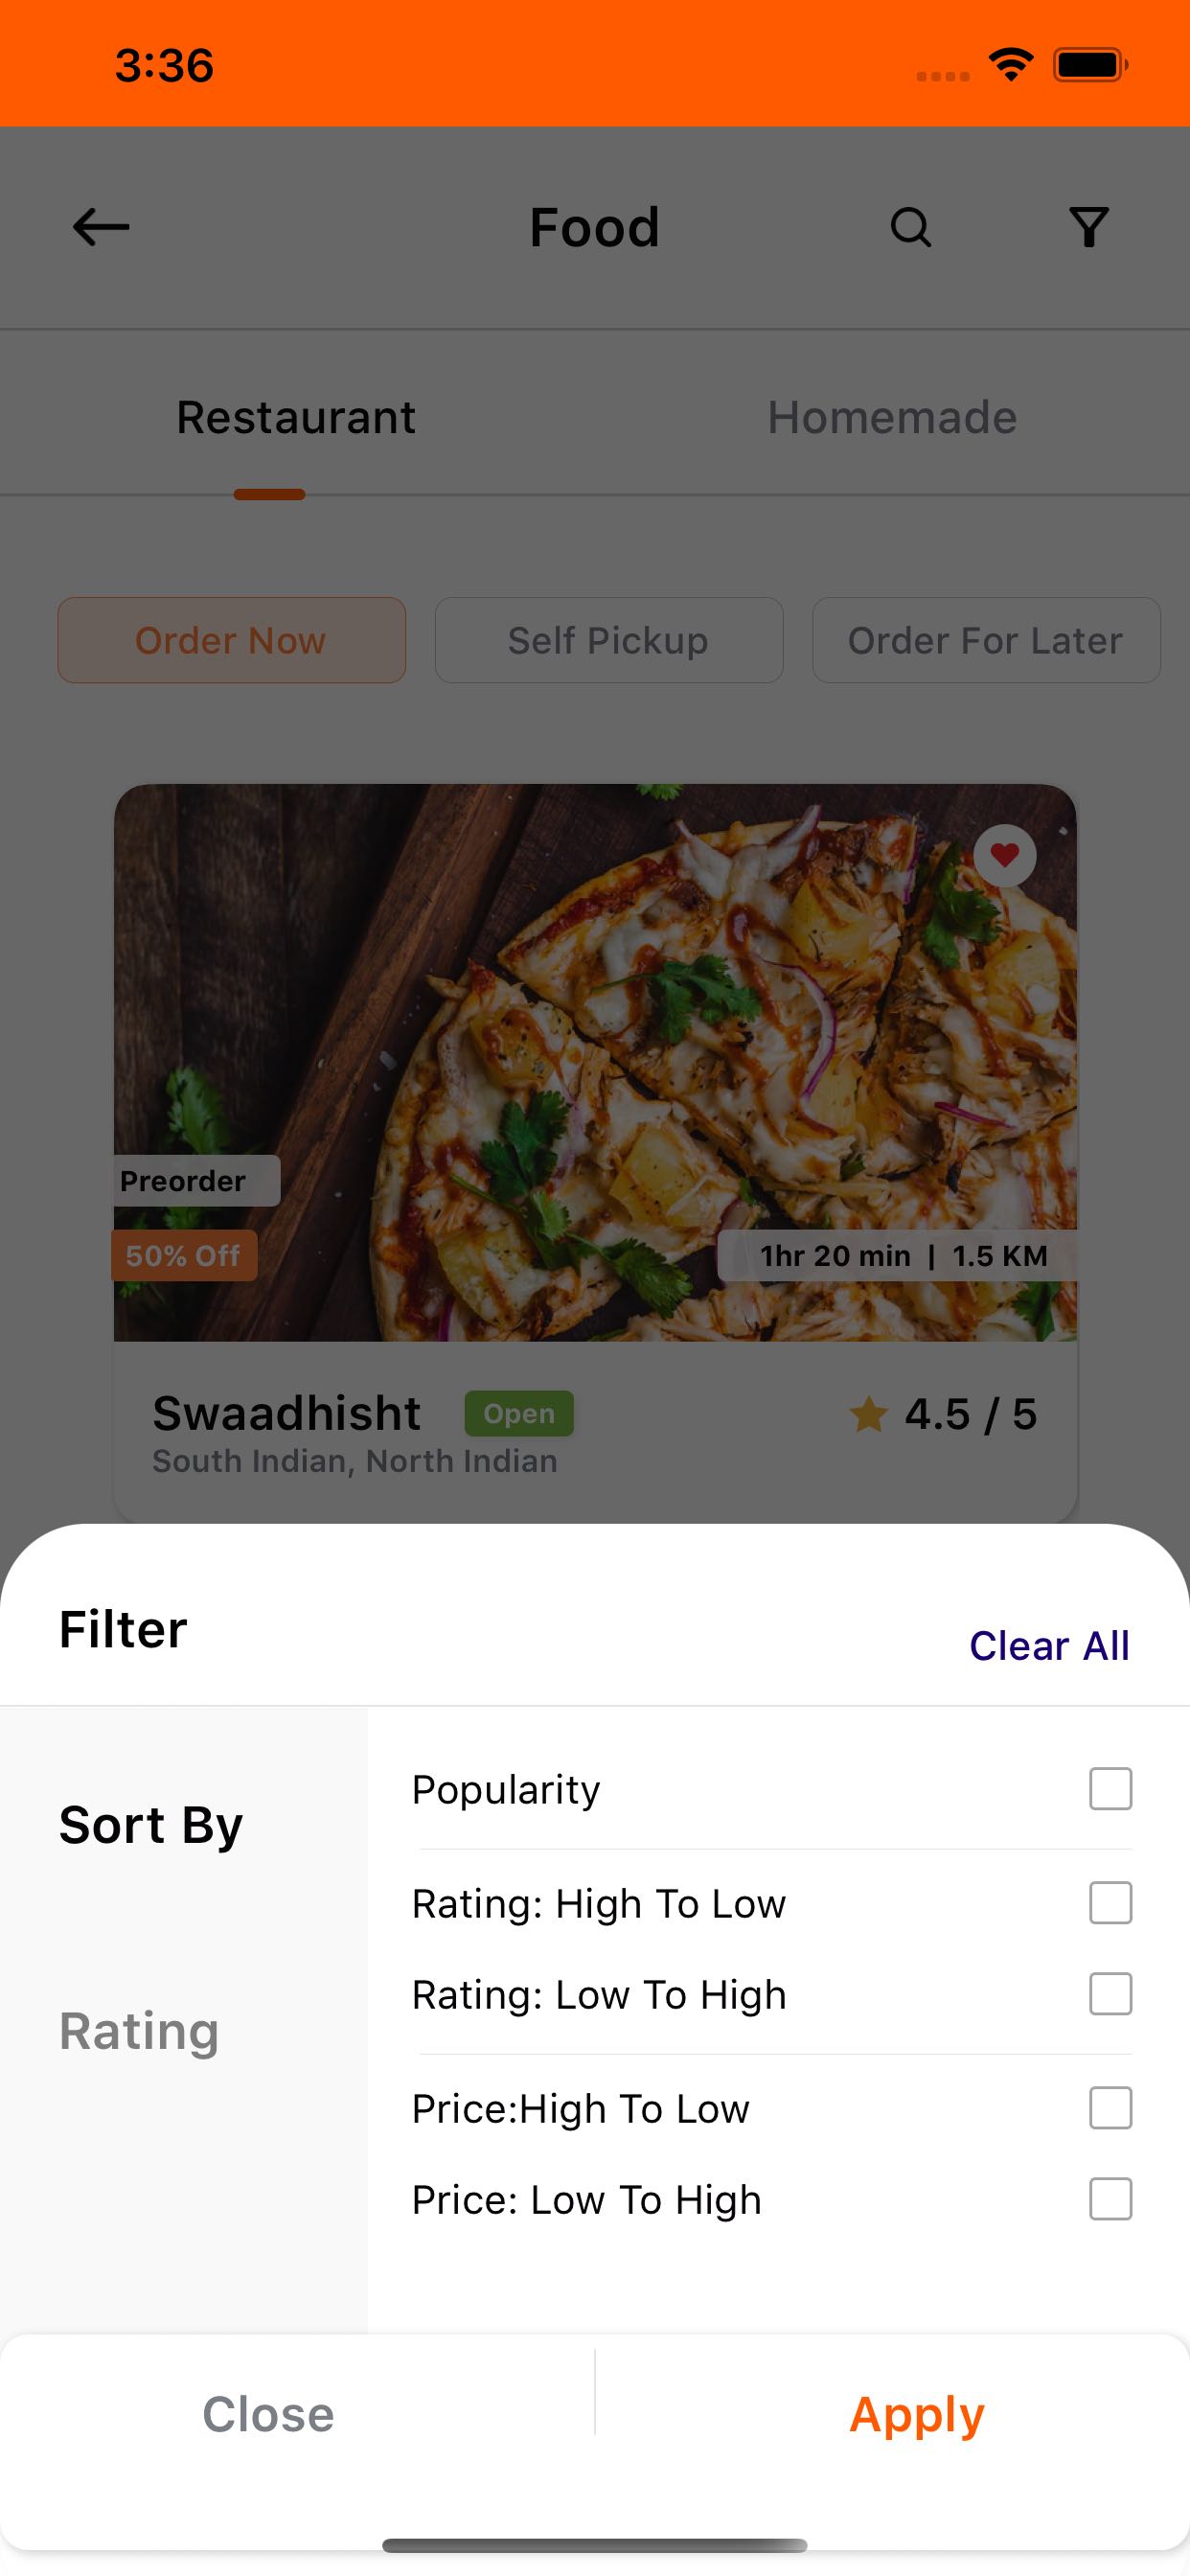 3:36
Food
Restaurant
Homemade
Order Now
Self Pickup
Order For Later
Preorder
50% Off
1hr 20 min | 1.5 KM
Swaadhisht
Open
4.5 / 5
South Indian, North Indian
Filter
Clear All
Sort By
Rating
Popularity
Rating: High To Low
Rating: Low To High
Price:High To Low
Price: Low To High
Close
Apply